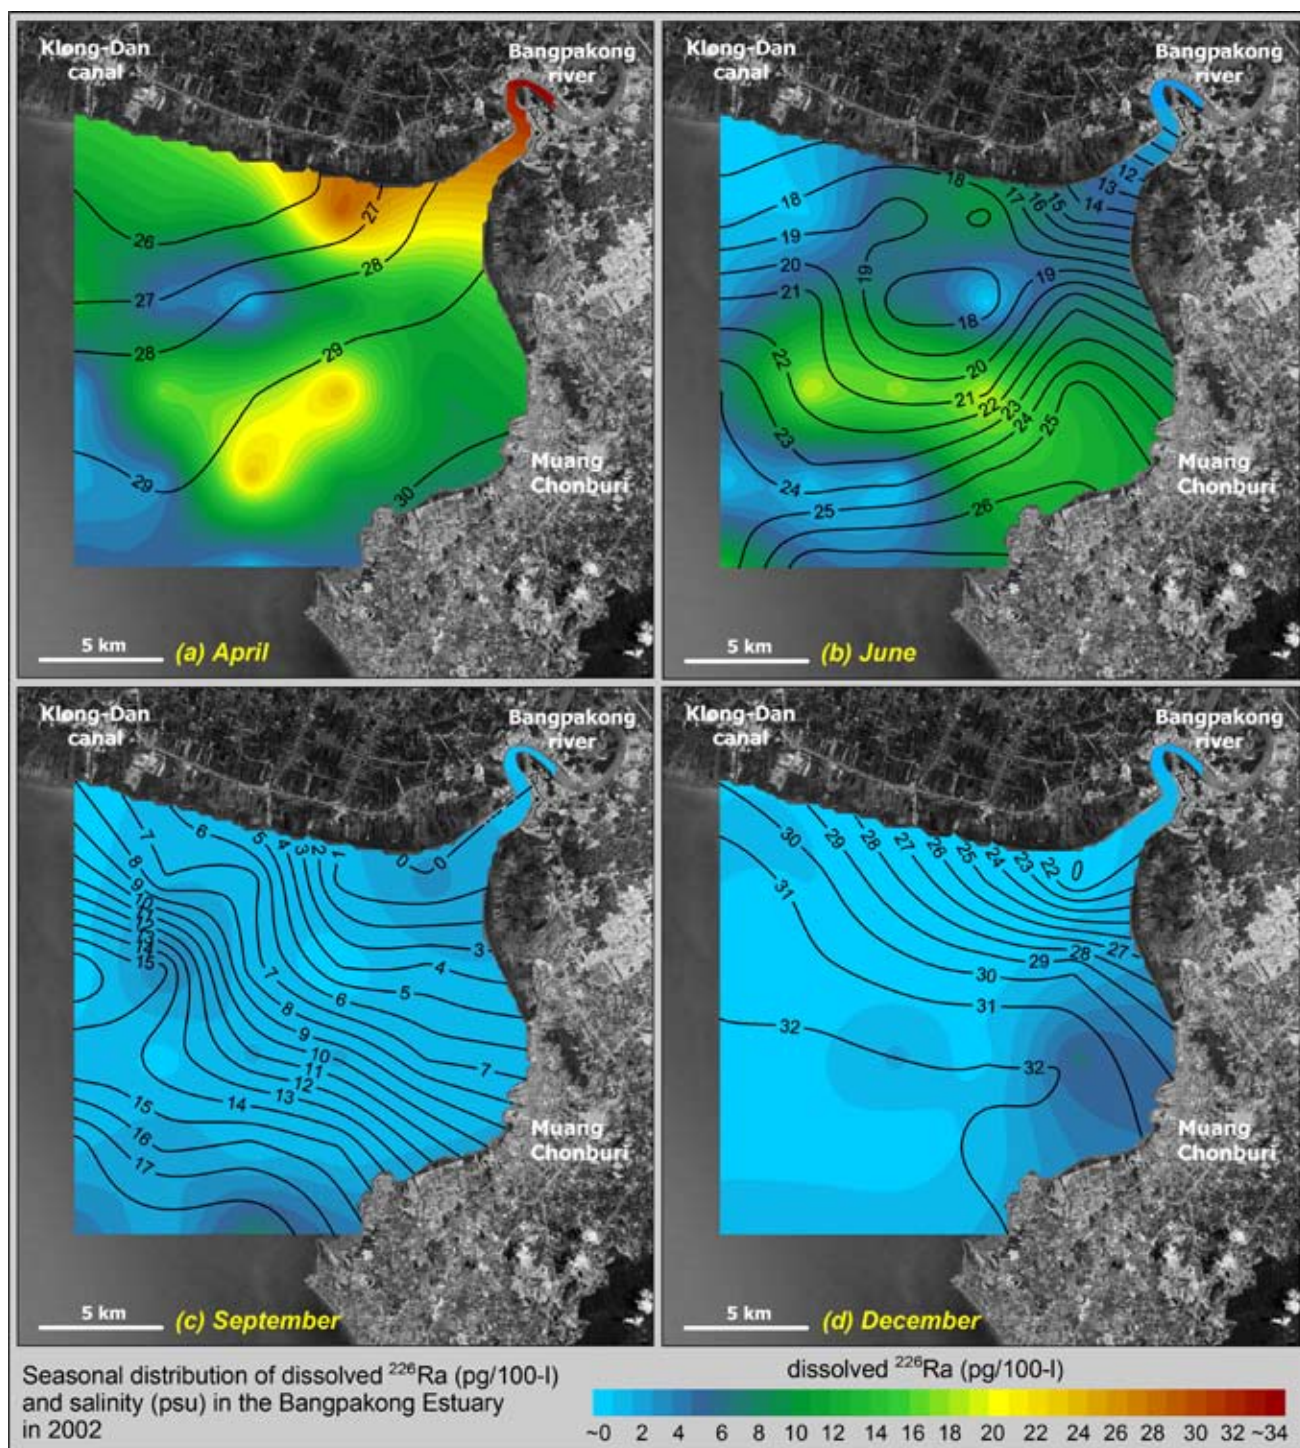 Klong-Dan
canal
Bangpakong
river
26
27
28
27
28
29
29
30
Muang
Chonburi
5 km
(a) April
Klong-Dan
canal
Bangpakong
river
12
13
14
15
16
17
18
18
19
19
20
21
18
19
22
20
21
22
23
24
25
23
24
25
26
Muang
Chonburi
5 km
(b) June
Klong-Dan
canal
Bangpakong
river
7
6
5
4
3
2
1
0
0
8
9
10
11
12
13
14
15
3
4
5
6
7
8
9
10
11
12
13
14
7
15
16
17
Muang
Chonburi
5 km
(c) September
Klong-Dan
canal
Bangpakong
river
30
29
28
27
26
25
24
23
22
31
27
28
29
30
31
32
32
Muang
Chonburi
5 km
(d) December
Seasonal distribution of dissolved ²²⁶Ra (pg/100-l)
and salinity (psu) in the Bangpakong Estuary
in 2002
dissolved ²²⁶Ra (pg/100-l)
~0 2 4 6 8 10 12 14 16 18 20 22 24 26 28 30 32 ~34